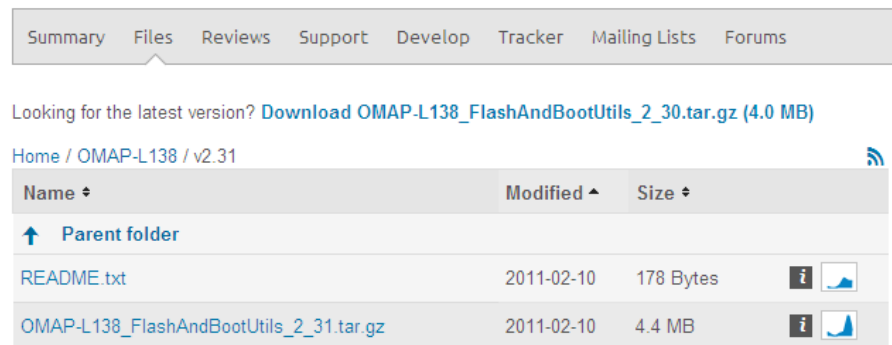 Summary Files Reviews Support Develop Tracker Mailing Lists Forums
Looking for the latest version? Download OMAP-L138_FlashAndBootUtils_2_30.tar.gz (4.0 MB)
Home / OMAP-L138 / v2.31
Name Modified Size
Parent folder
README.txt 2011-02-10 178 Bytes i
OMAP-L138_FlashAndBootUtils_2_31.tar.gz 2011-02-10 4.4 MB i